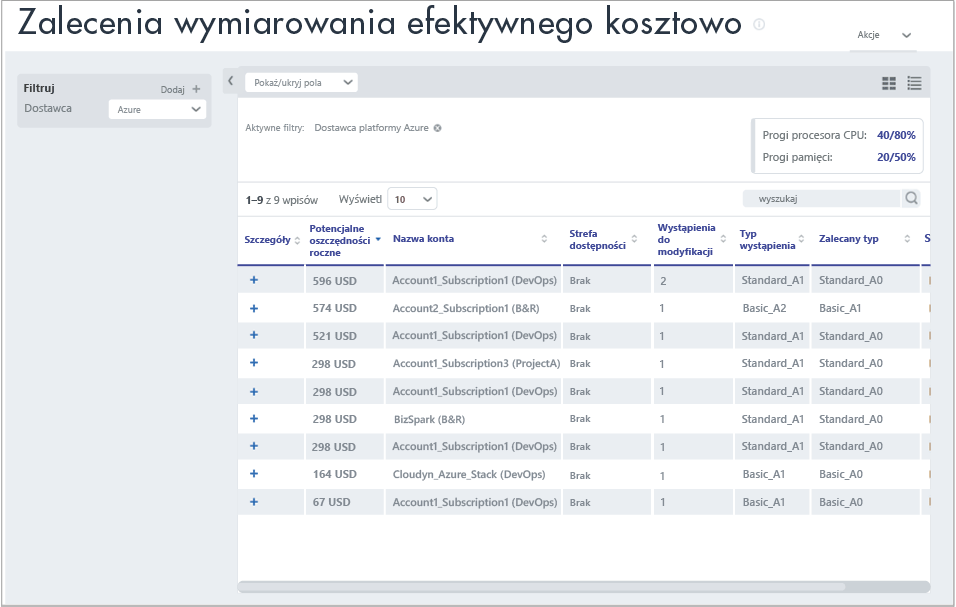 Zalecenia wymiarowania efektywnego kosztowo
Akcje
Filtruj Dodaj +
Dostawca Azure
Pokaż/ukryj pola
Aktywne filtry: Dostawca platformy Azure
Progi procesora CPU: 40/80%
Progi pamięci: 20/50%
1–9 z 9 wpisów Wyświetl 10 wyszukaj
Szczegóły Potencjalne oszczędności roczne Nazwa konta Strefa dostępności Wystąpienia do modyfikacji Typ wystąpienia Zalecany typ S
+ 596 USD Account1_Subscription1 (DevOps) Brak 2 Standard_A1 Standard_A0
+ 574 USD Account2_Subscription1 (B&R) Brak 1 Basic_A2 Basic_A1
+ 521 USD Account1_Subscription1 (DevOps) Brak 1 Standard_A1 Standard_A0
+ 298 USD Account1_Subscription3 (ProjectA) Brak 1 Standard_A1 Standard_A0
+ 298 USD Account1_Subscription1 (DevOps) Brak 1 Standard_A1 Standard_A0
+ 298 USD BizSpark (B&R) Brak 1 Standard_A1 Standard_A0
+ 298 USD Account1_Subscription1 (DevOps) Brak 1 Standard_A1 Standard_A0
+ 164 USD Cloudyn_Azure_Stack (DevOps) Brak 1 Basic_A1 Basic_A0
+ 67 USD Account1_Subscription1 (DevOps) Brak 1 Basic_A1 Basic_A0